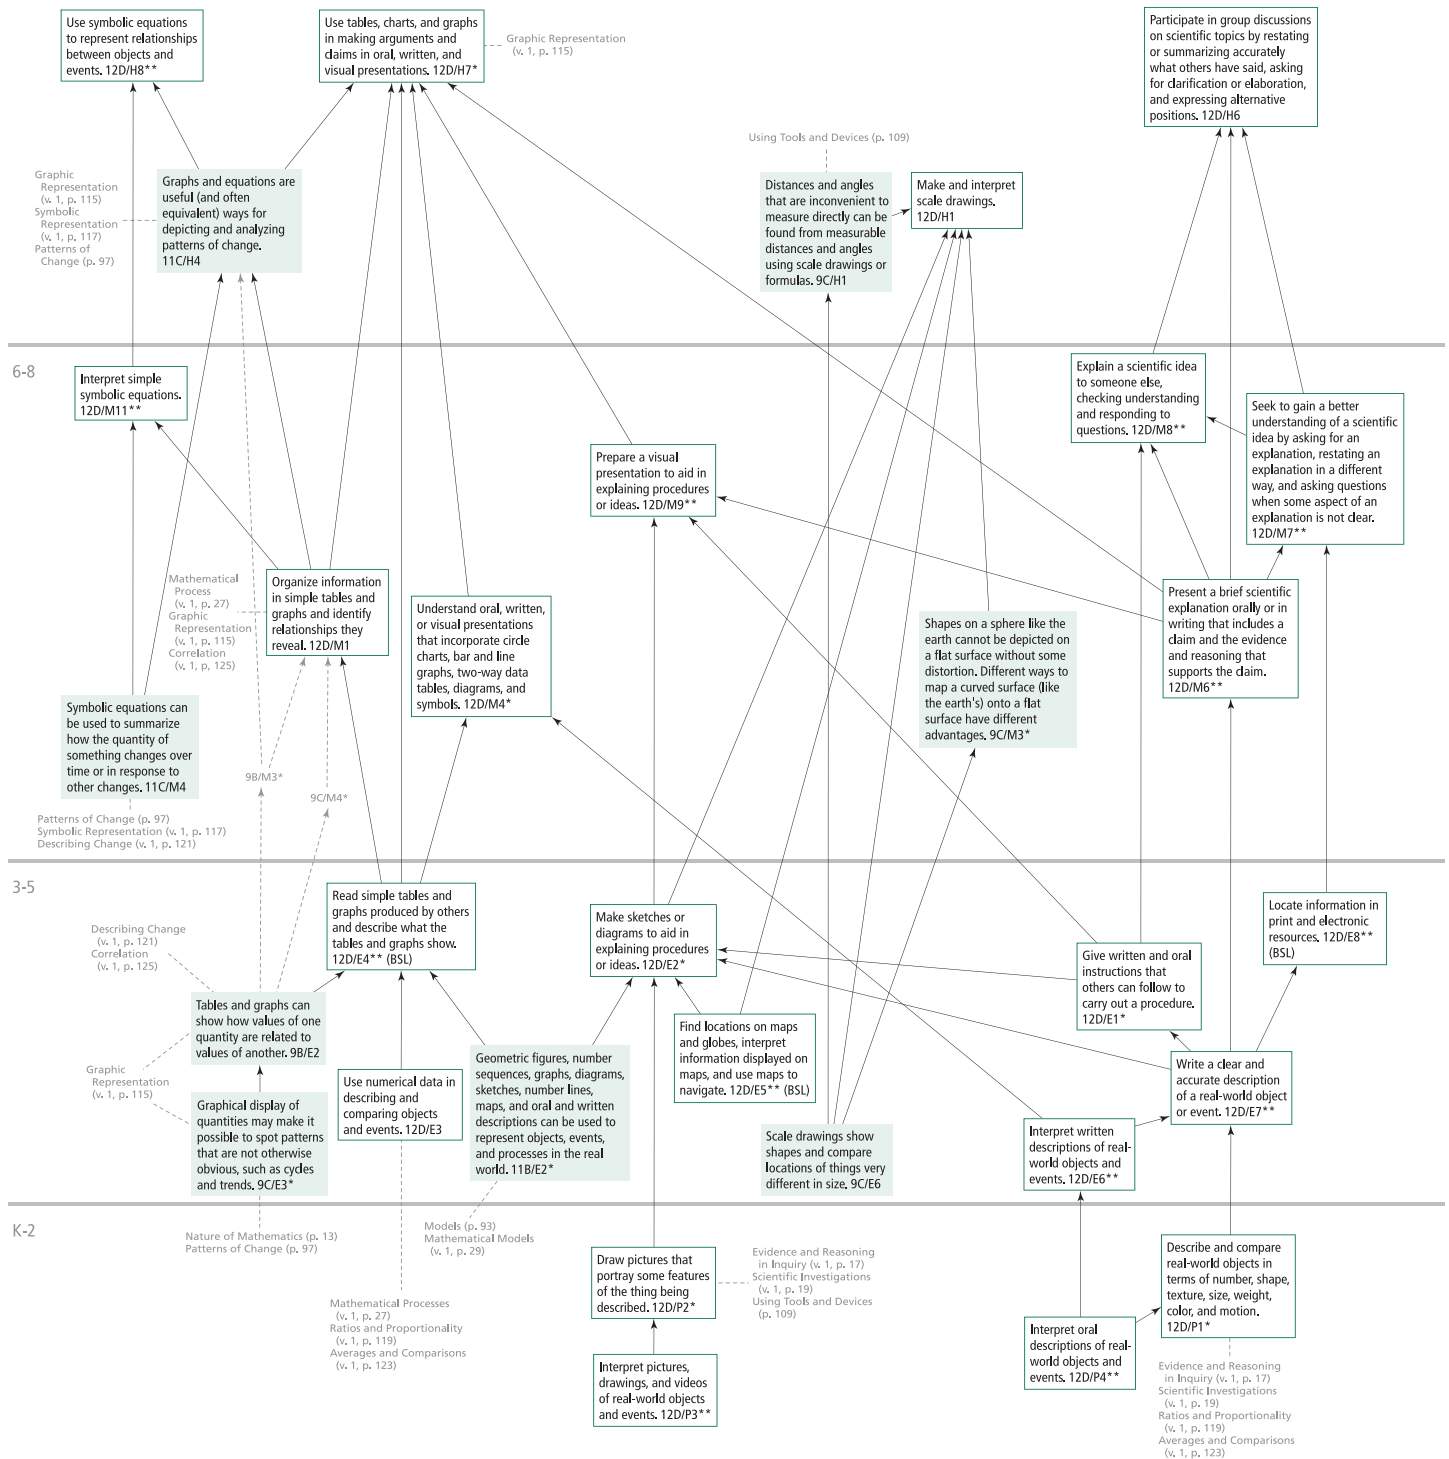 Use symbolic equations
to represent relationships
between objects and
events. 12D/H8**
Use tables, charts, and graphs
in making arguments and
claims in oral, written, and
visual presentations. 12D/H7*
Graphic Representation
(v. 1, p. 115)
Participate in group discussions
on scientific topics by restating
or summarizing accurately
what others have said, asking
for clarification or elaboration,
and expressing alternative
positions. 12D/H6
Using Tools and Devices (p. 109)
Graphic
Representation
(v. 1, p. 115)
Symbolic
Representation
(v. 1, p. 117)
Patterns of
Change (p. 97)
Graphs and equations are
useful (and often
equivalent) ways for
depicting and analyzing
patterns of change.
11C/H4
Distances and angles
that are inconvenient to
measure directly can be
found from measurable
distances and angles
using scale drawings or
formulas. 9C/H1
Make and interpret
scale drawings.
12D/H1
6-8
Interpret simple
symbolic equations.
12D/M11**
Explain a scientific idea
to someone else,
checking understanding
and responding to
questions. 12D/M8**
Seek to gain a better
understanding of a scientific
idea by asking for an
explanation, restating an
explanation in a different
way, and asking questions
when some aspect of an
explanation is not clear.
12D/M7**
Prepare a visual
presentation to aid in
explaining procedures
or ideas. 12D/M9**
Mathematical
Process
(v. 1, p. 27)
Graphic
Representation
(v. 1, p. 115)
Correlation
(v. 1, p, 125)
Organize information
in simple tables and
graphs and identify
relationships they
reveal. 12D/M1
Understand oral, written,
or visual presentations
that incorporate circle
charts, bar and line
graphs, two-way data
tables, diagrams, and
symbols. 12D/M4*
Shapes on a sphere like the
earth cannot be depicted on
a flat surface without some
distortion. Different ways to
map a curved surface (like
the earth's) onto a flat
surface have different
advantages. 9C/M3*
Present a brief scientific
explanation orally or in
writing that includes a
claim and the evidence
and reasoning that
supports the claim.
12D/M6**
Symbolic equations can
be used to summarize
how the quantity of
something changes over
time or in response to
other changes. 11C/M4
9B/M3*
9C/M4*
Patterns of Change (p. 97)
Symbolic Representation (v. 1, p. 117)
Describing Change (v. 1, p. 121)
3-5
Read simple tables and
graphs produced by others
and describe what the
tables and graphs show.
12D/E4** (BSL)
Make sketches or
diagrams to aid in
explaining procedures
or ideas. 12D/E2*
Locate information in
print and electronic
resources. 12D/E8**
(BSL)
Describing Change
(v. 1, p. 121)
Correlation
(v. 1, p. 125)
Give written and oral
instructions that
others can follow to
carry out a procedure.
12D/E1*
Tables and graphs can
show how values of one
quantity are related to
values of another. 9B/E2
Find locations on maps
and globes, interpret
information displayed on
maps, and use maps to
navigate. 12D/E5** (BSL)
Geometric figures, number
sequences, graphs, diagrams,
sketches, number lines,
maps, and oral and written
descriptions can be used to
represent objects, events,
and processes in the real
world. 11B/E2*
Write a clear and
accurate description
of a real-world object
or event. 12D/E7**
Graphic
Representation
(v. 1, p. 115)
Use numerical data in
describing and
comparing objects
and events. 12D/E3
Graphical display of
quantities may make it
possible to spot patterns
that are not otherwise
obvious, such as cycles
and trends. 9C/E3*
Scale drawings show
shapes and compare
locations of things very
different in size. 9C/E6
Interpret written
descriptions of real-
world objects and
events. 12D/E6**
K-2
Nature of Mathematics (p. 13)
Patterns of Change (p. 97)
Models (p. 93)
Mathematical Models
(v. 1, p. 29)
Draw pictures that
portray some features
of the thing being
described. 12D/P2*
Evidence and Reasoning
in Inquiry (v. 1, p. 17)
Scientific Investigations
(v. 1, p. 19)
Using Tools and Devices
(p. 109)
Describe and compare
real-world objects in
terms of number, shape,
texture, size, weight,
color, and motion.
12D/P1*
Mathematical Processes
(v. 1, p. 27)
Ratios and Proportionality
(v. 1, p. 119)
Averages and Comparisons
(v. 1, p. 123)
Interpret pictures,
drawings, and videos
of real-world objects
and events. 12D/P3**
Interpret oral
descriptions of real-
world objects and
events. 12D/P4**
Evidence and Reasoning
in Inquiry (v. 1, p. 17)
Scientific Investigations
(v. 1, p. 19)
Ratios and Proportionality
(v. 1, p. 119)
Averages and Comparisons
(v. 1, p. 123)